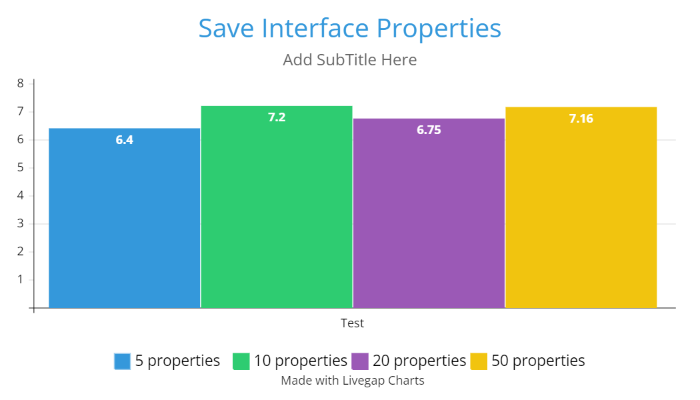 Save Interface Properties
Add SubTitle Here
8
7
6
5
4
3
2
1
6.4
7.2
6.75
7.16
Test
5 properties 10 properties 20 properties 50 properties
Made with Livegap Charts